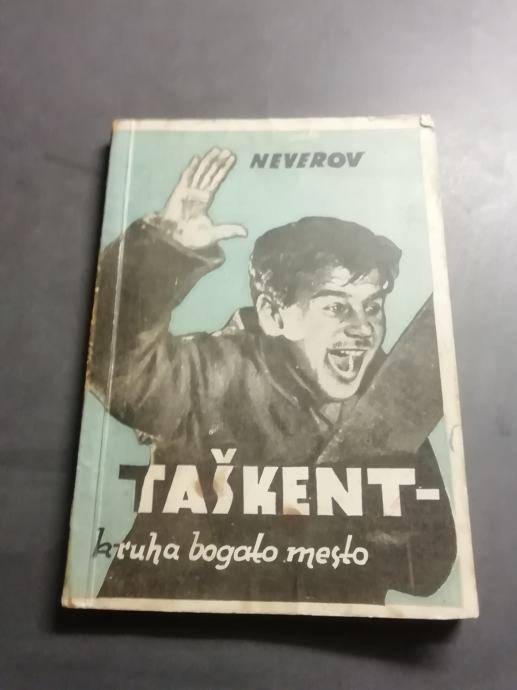 NEVEROV
TAŠKENT-
kruha bogato mesto